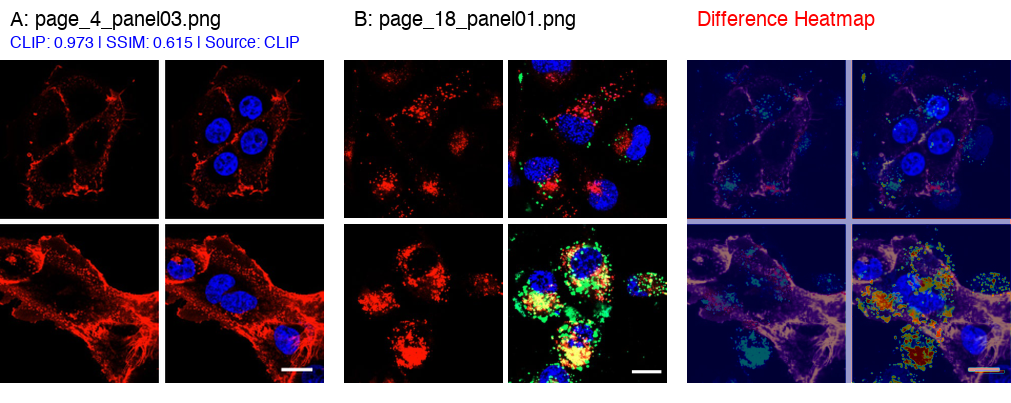 A: page_4_panel03.png
CLIP: 0.973 | SSIM: 0.615 | Source: CLIP
B: page_18_panel01.png
Difference Heatmap